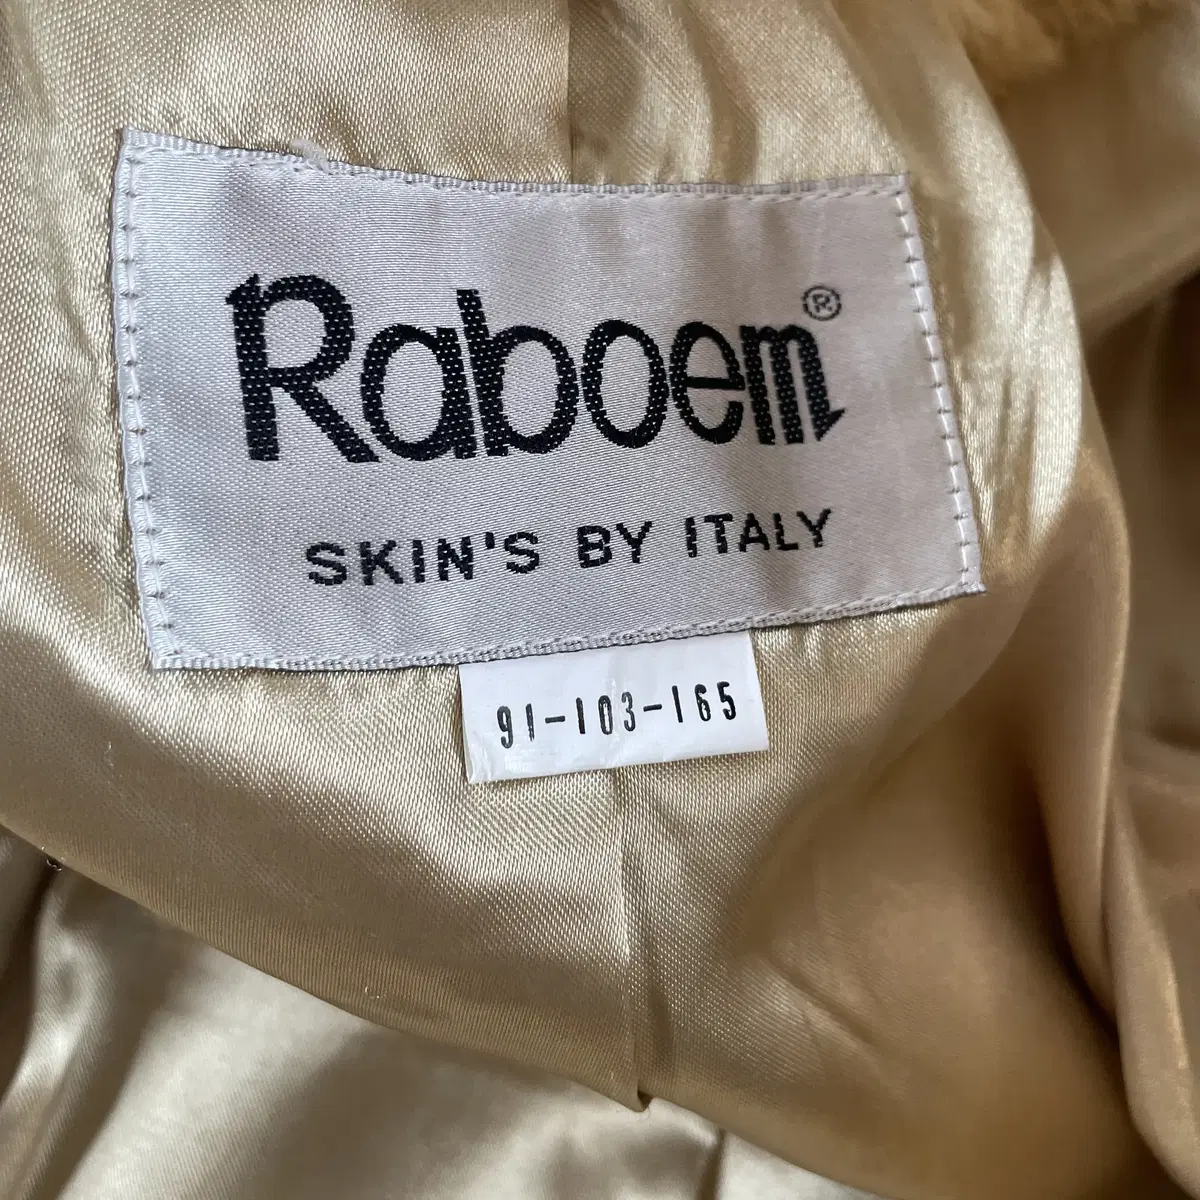 Raboem®
SKIN'S BY ITALY
91-103-165